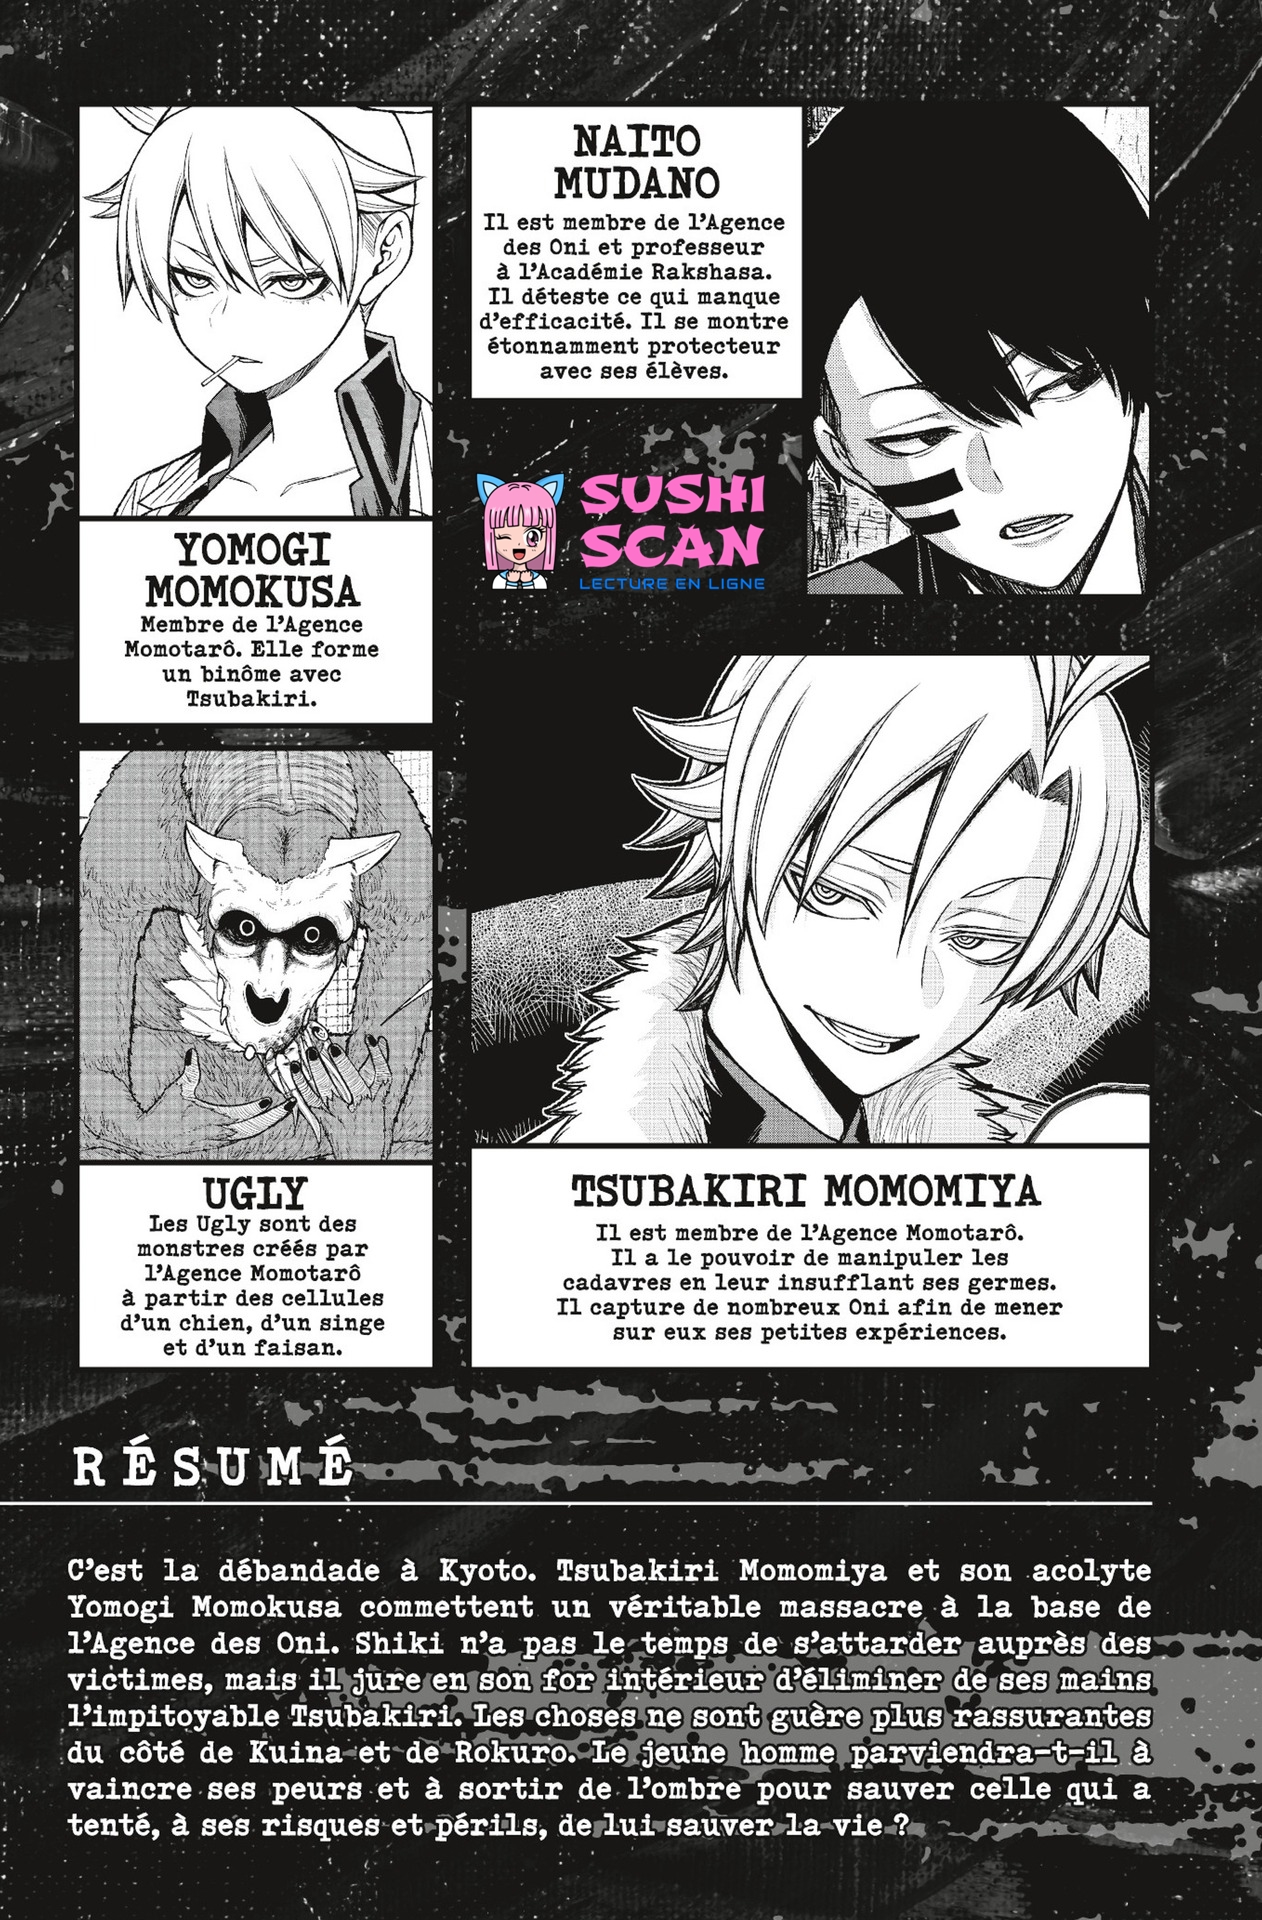 NAITO
MUDANO
Il est membre de l'Agence
des Oni et professeur
à l'Académie Rakshasa.
Il déteste ce qui manque
d'efficacité. Il se montre
étonnamment protecteur
avec ses élèves.
SUSHI
SCAN
LECTURE EN LIGNE
YOMOGI
MOMOKUSA
Membre de l'Agence
Momotarô. Elle forme
un binôme avec
Tsubakiri.
UGLY
Les Ugly sont des
monstres créés par
l'Agence Momotarô
à partir des cellules
d'un chien, d'un singe
et d'un faisan.
TSUBAKIRI MOMOMIYA
Il est membre de l'Agence Momotarô.
Il a le pouvoir de manipuler les
cadavres en leur insufflant ses germes.
Il capture de nombreux Oni afin de mener
sur eux ses petites expériences.
RÉSUMÉ
C'est la débandade à Kyoto. Tsubakiri Momomiya et son acolyte
Yomogi Momokusa commettent un véritable massacre à la base de
l'Agence des Oni. Shiki n'a pas le temps de s'attarder auprès des
victimes, mais il jure en son for intérieur d'éliminer de ses mains
l'impitoyable Tsubakiri. Les choses ne sont guère plus rassurantes
du côté de Kuina et de Rokuro. Le jeune homme parviendra-t-il à
vaincre ses peurs et à sortir de l'ombre pour sauver celle qui a
tenté, à ses risques et périls, de lui sauver la vie ?